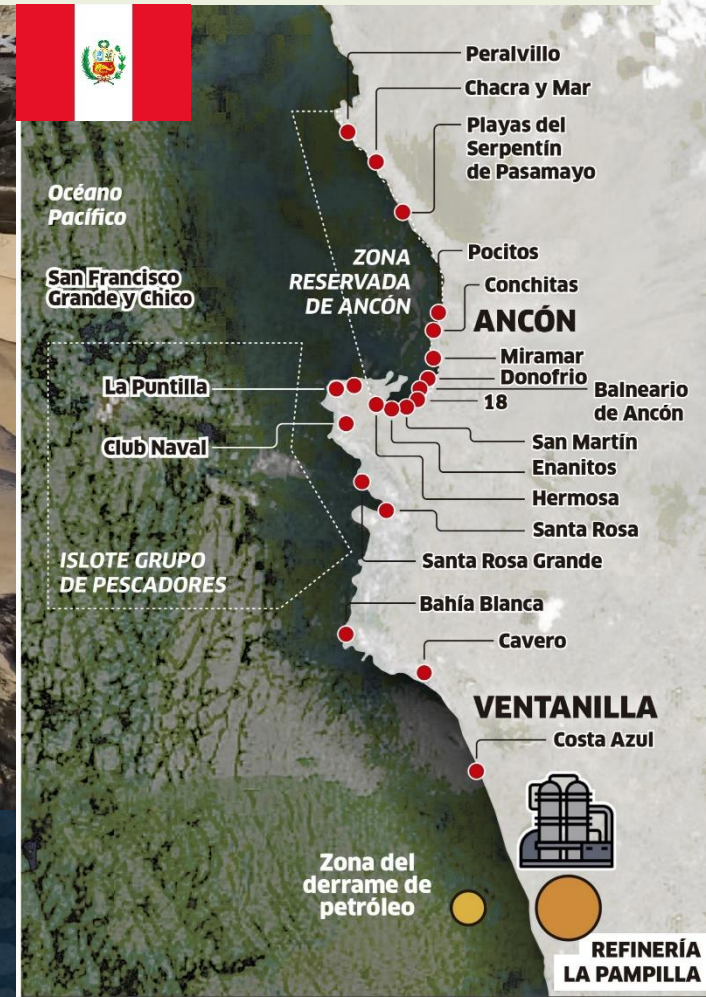 Peralvillo
Chacra y Mar
Playas del
Serpentín
de Pasamayo
Océano
Pacífico
ZONA
RESERVADA
DE ANCÓN
Pocitos
San Francisco
Grande y Chico
Conchitas
ANCÓN
Miramar
Donofrio
La Puntilla
18
Balneario
de Ancón
Club Naval
San Martín
Enanitos
Hermosa
Santa Rosa
ISLOTE GRUPO
DE PESCADORES
Santa Rosa Grande
Bahía Blanca
Cavero
VENTANILLA
Costa Azul
Zona del
derrame de
petróleo
REFINERÍA
LA PAMPILLA